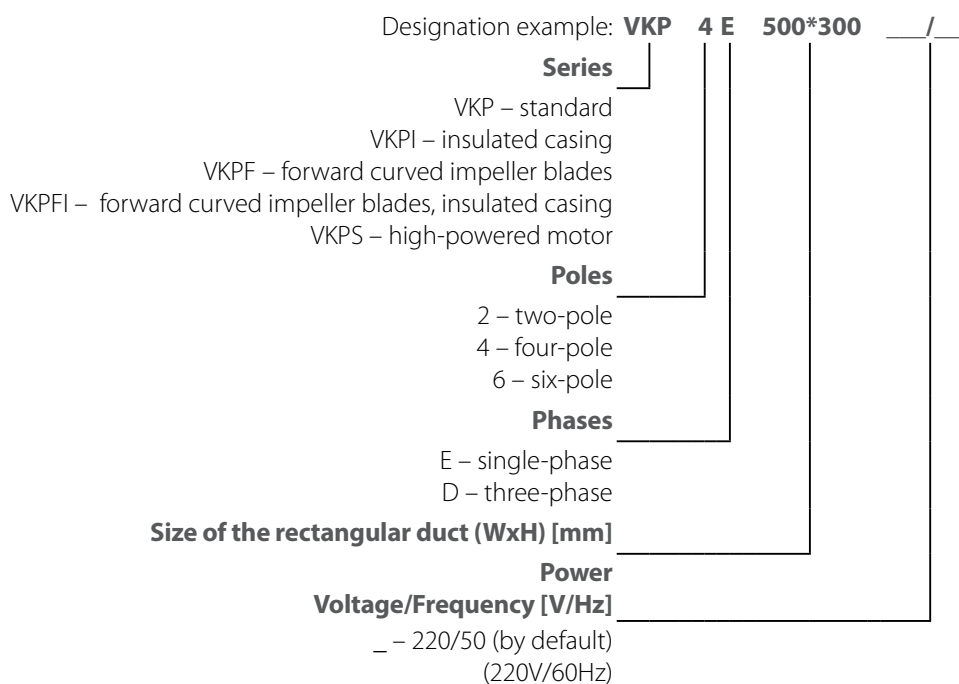 Designation example: VKP 4 E 500*300 ___/__
Series
VKP – standard
VKPI – insulated casing
VKPF – forward curved impeller blades
VKPFI – forward curved impeller blades, insulated casing
VKPS – high-powered motor
Poles
2 – two-pole
4 – four-pole
6 – six-pole
Phases
E – single-phase
D – three-phase
Size of the rectangular duct (WxH) [mm]
Power
Voltage/Frequency [V/Hz]
_ – 220/50 (by default)
(220V/60Hz)